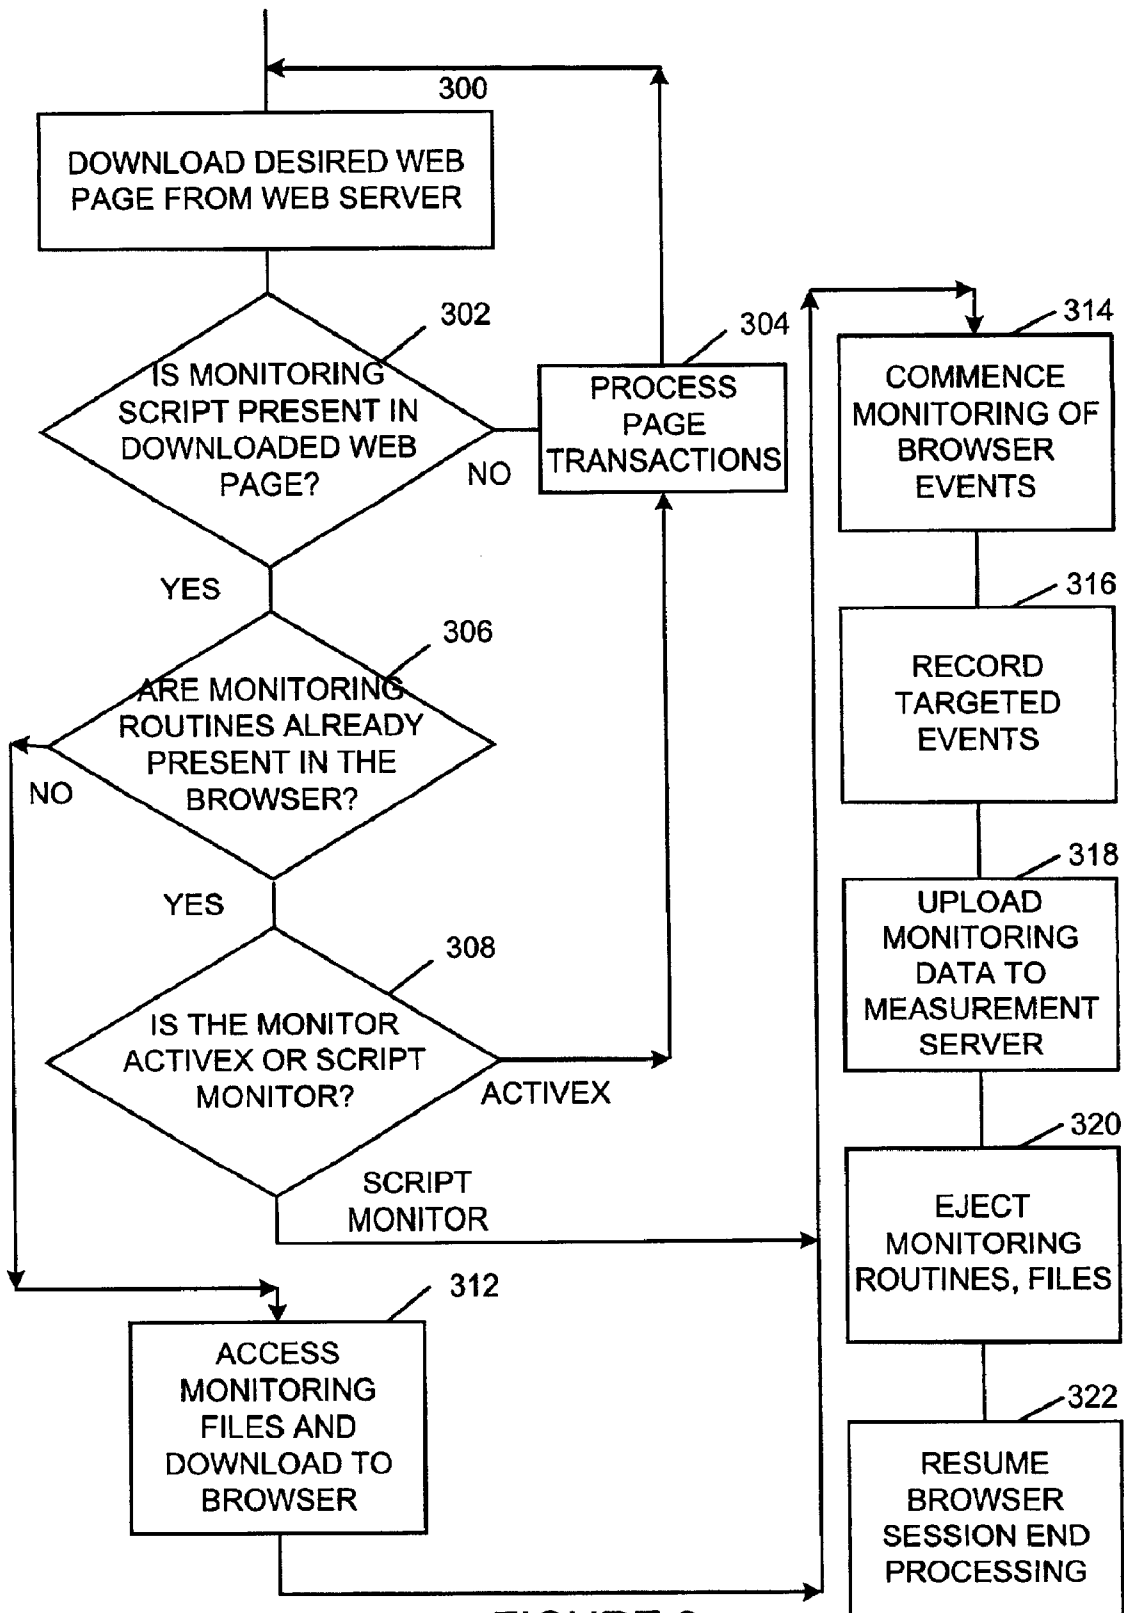 300
DOWNLOAD DESIRED WEB
PAGE FROM WEB SERVER
302
IS MONITORING
SCRIPT PRESENT IN
DOWNLOADED WEB
PAGE?
NO
YES
304
PROCESS
PAGE
TRANSACTIONS
306
ARE MONITORING
ROUTINES ALREADY
PRESENT IN THE
BROWSER?
NO
YES
308
IS THE MONITOR
ACTIVEX OR SCRIPT
MONITOR?
ACTIVEX
SCRIPT
MONITOR
312
ACCESS
MONITORING
FILES AND
DOWNLOAD TO
BROWSER
314
COMMENCE
MONITORING OF
BROWSER
EVENTS
316
RECORD
TARGETED
EVENTS
318
UPLOAD
MONITORING
DATA TO
MEASUREMENT
SERVER
320
EJECT
MONITORING
ROUTINES, FILES
322
RESUME
BROWSER
SESSION END
PROCESSING